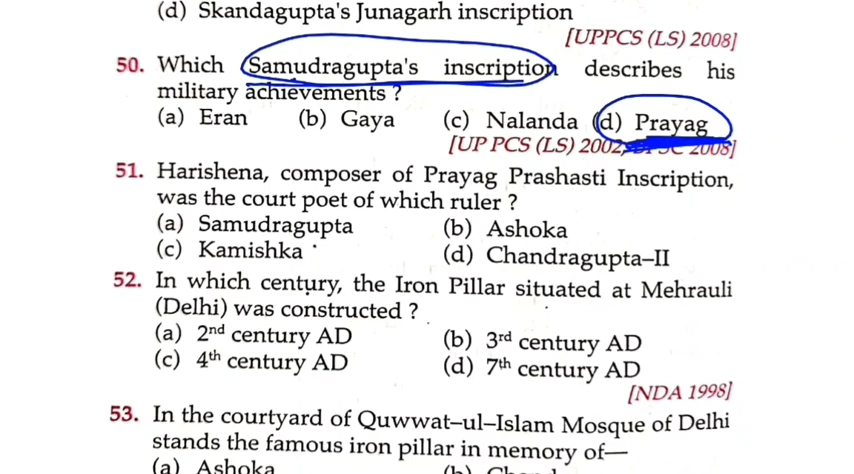 (d) Skandagupta's Junagarh inscription
[UPPCS (LS) 2008]
50. Which Samudragupta's inscription describes his
military achievements ?
(a) Eran (b) Gaya (c) Nalanda (d) Prayag
[UP PCS (LS) 2002, 2008]
51. Harishena, composer of Prayag Prashasti Inscription,
was the court poet of which ruler ?
(a) Samudragupta (b) Ashoka
(c) Kamishka (d) Chandragupta–II
52. In which century, the Iron Pillar situated at Mehrauli
(Delhi) was constructed ?
(a) 2nd century AD (b) 3rd century AD
(c) 4th century AD (d) 7th century AD
[NDA 1998]
53. In the courtyard of Quwwat–ul–Islam Mosque of Delhi
stands the famous iron pillar in memory of—
(a) Ashoka (b)